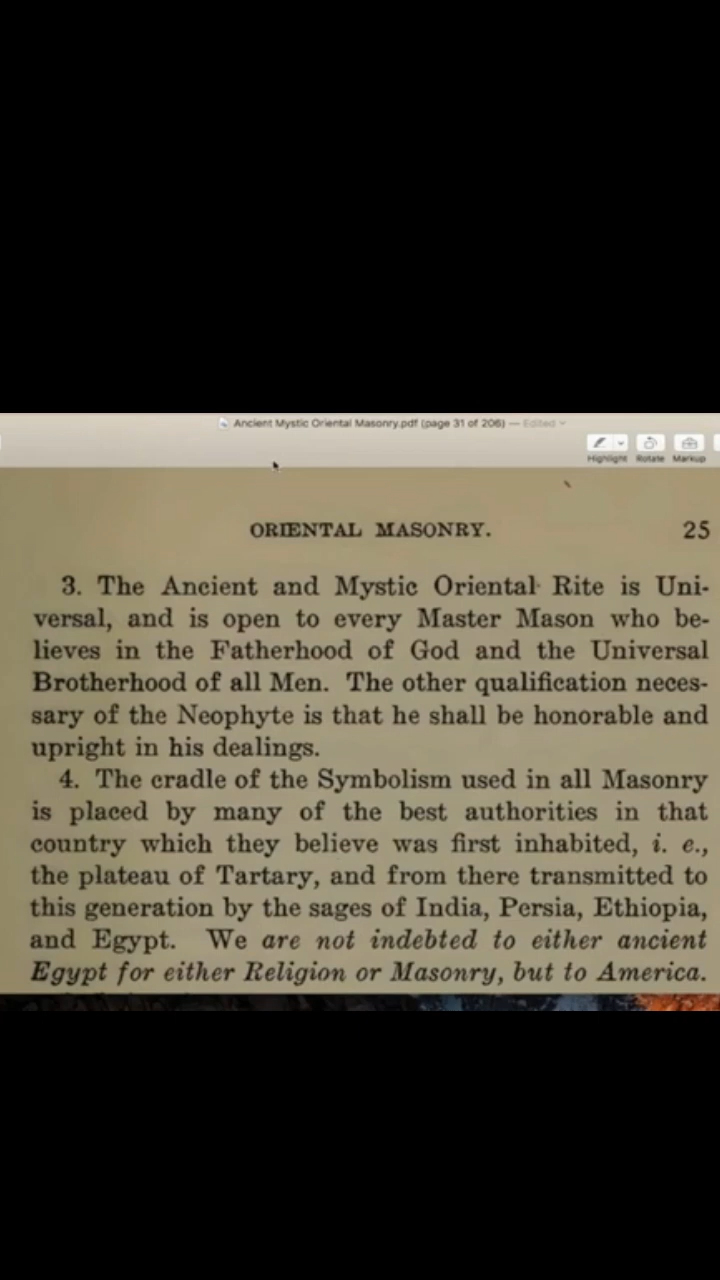 Ancient Mystic Oriental Masonry.pdf (page 31 of 206) — Edited
Highlight Rotate Markup
ORIENTAL MASONRY. 25
3. The Ancient and Mystic Oriental Rite is Uni-
versal, and is open to every Master Mason who be-
lieves in the Fatherhood of God and the Universal
Brotherhood of all Men. The other qualification neces-
sary of the Neophyte is that he shall be honorable and
upright in his dealings.
4. The cradle of the Symbolism used in all Masonry
is placed by many of the best authorities in that
country which they believe was first inhabited, i. e.,
the plateau of Tartary, and from there transmitted to
this generation by the sages of India, Persia, Ethiopia,
and Egypt. We are not indebted to either ancient
Egypt for either Religion or Masonry, but to America.